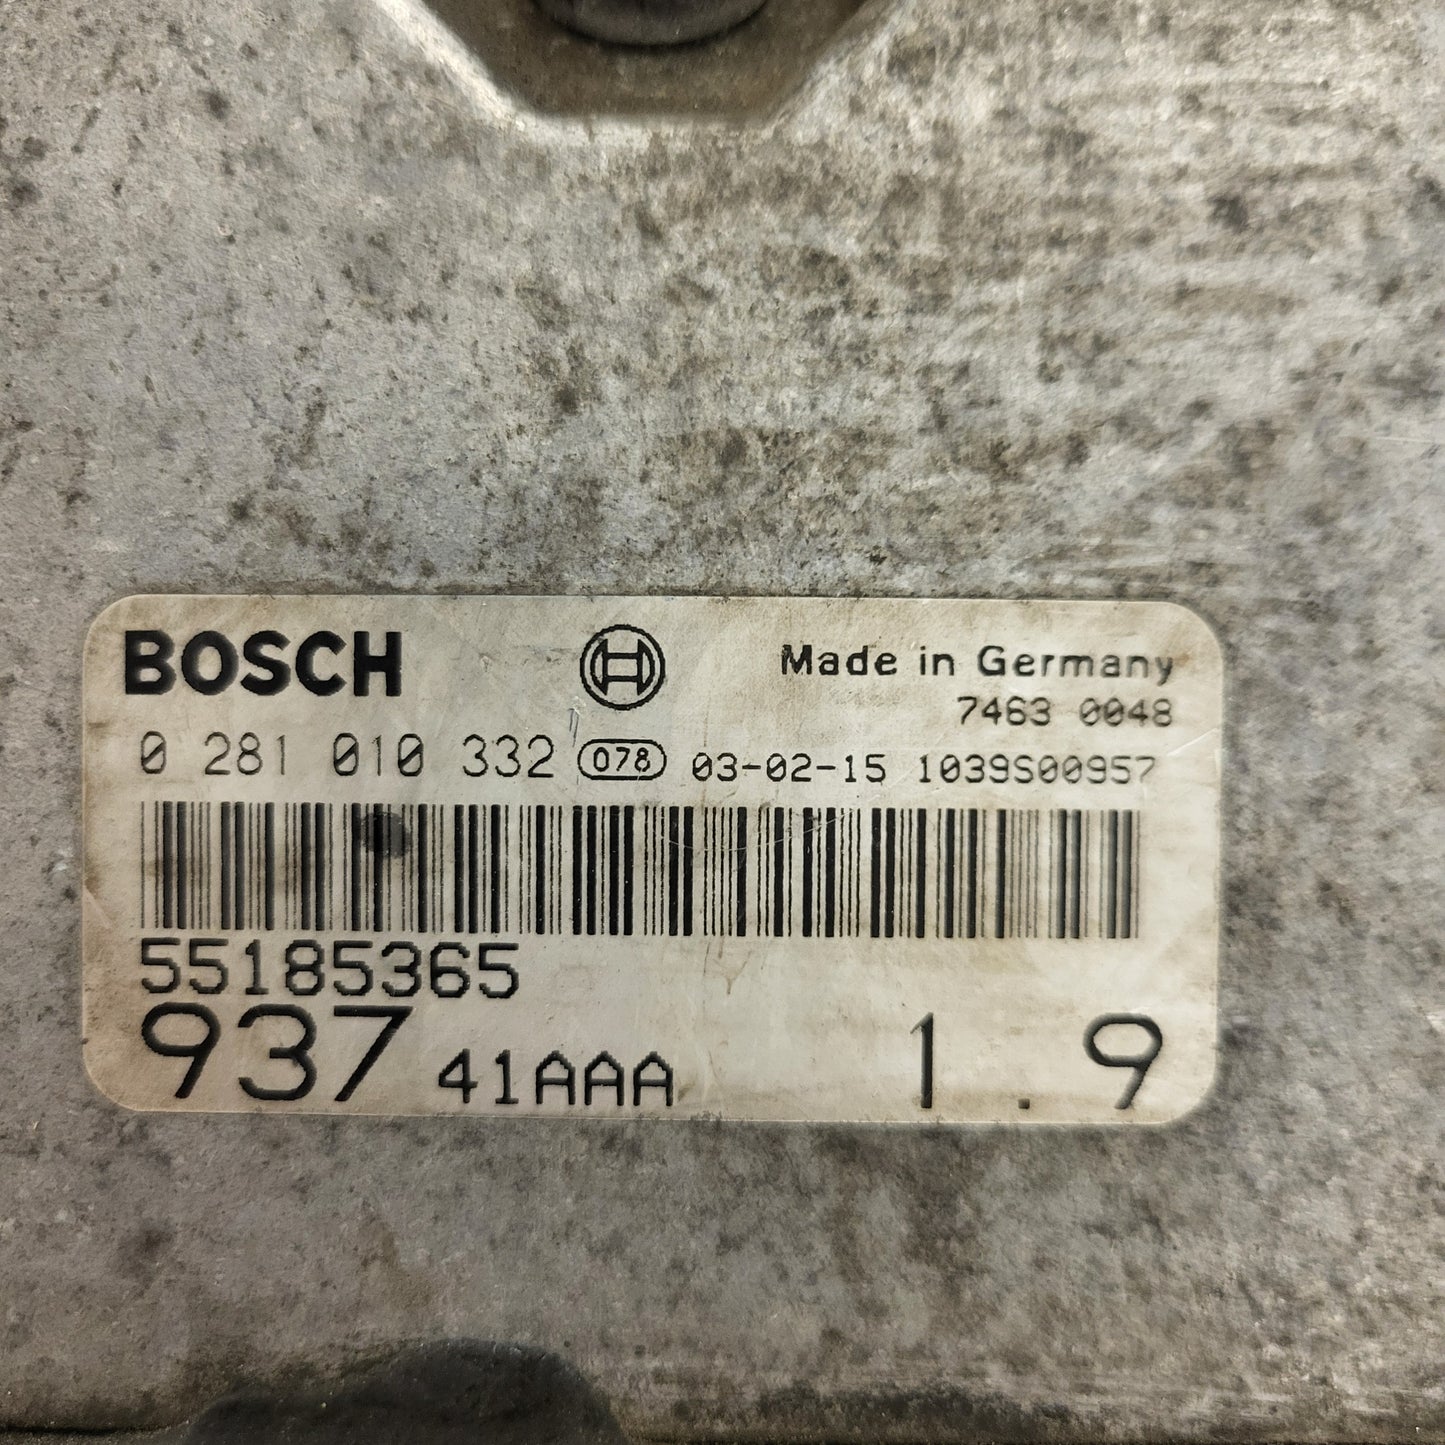 BOSCH
Made in Germany
7463 0048
0 281 010 332 078 03-02-15 1039S00957
55185365
937 41AAA 1.9